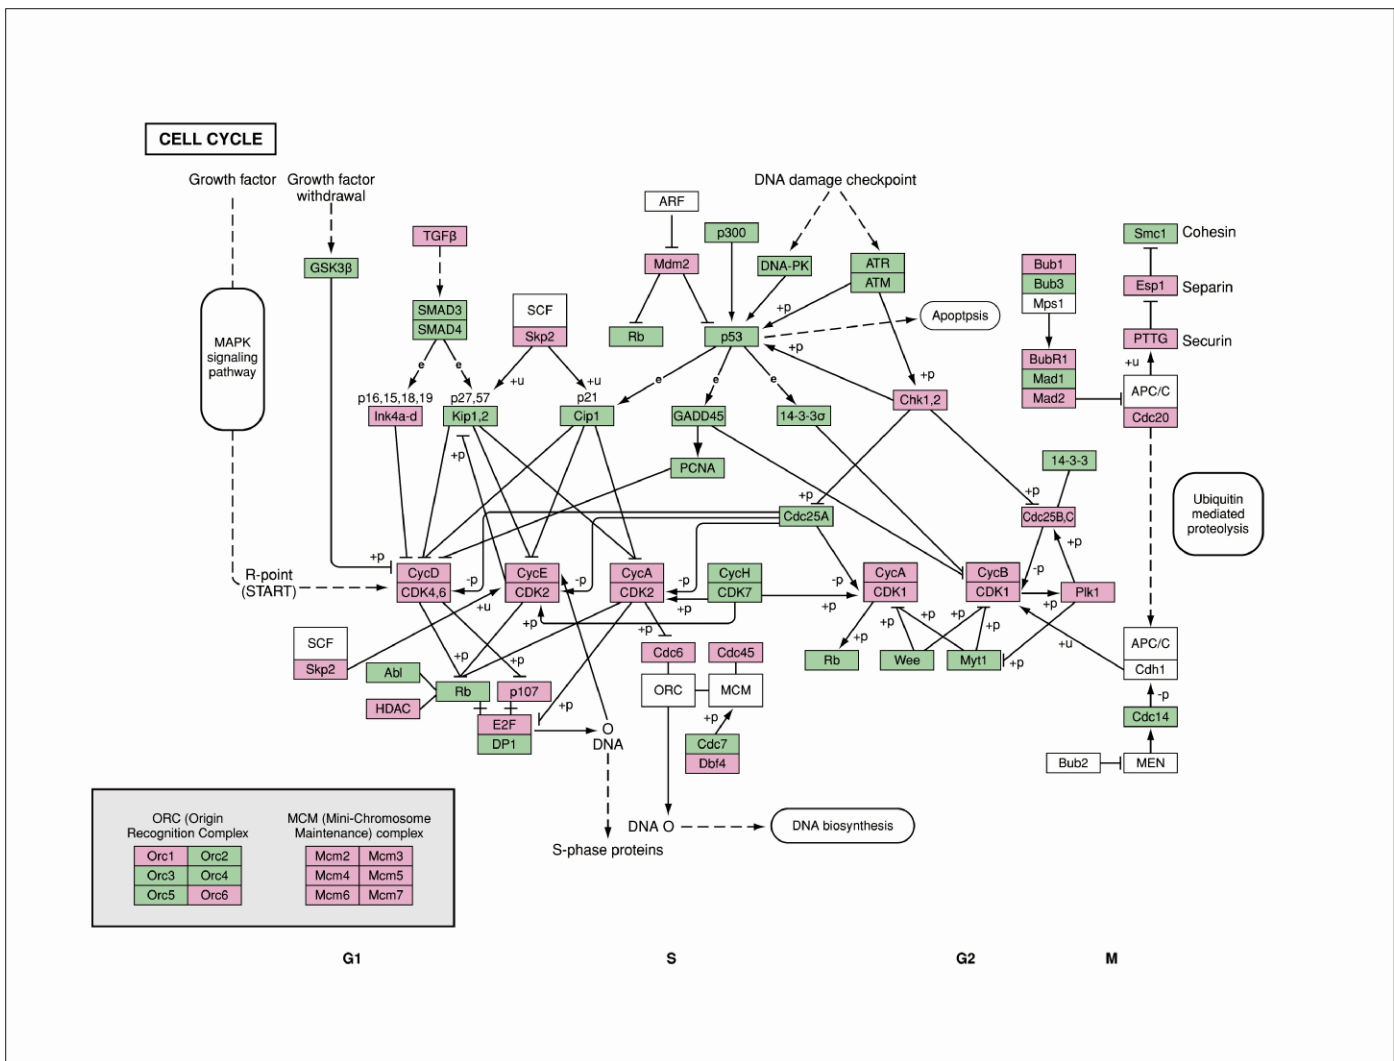 CELL CYCLE
Growth factor
Growth factor
withdrawal
DNA damage checkpoint
ARF
TGFβ
p300
Smc1 Cohesin
GSK3β
Mdm2
DNA-PK
ATR
ATM
Bub1
Bub3
Mps1
Esp1 Separin
SMAD3
SMAD4
SCF
Skp2
+p
Apoptpsis
MAPK
signaling
pathway
Rb
p53
+p
PTTG Securin
+u
BubR1
Mad1
Mad2
e
e
+u
+u
e
e
e
+p
APC/C
Cdc20
p16,15,18,19
Ink4a-d
p27,57
Kip1,2
p21
Cip1
GADD45
14-3-3σ
Chk1,2
+p
PCNA
14-3-3
+p
+p
Cdc25A
Cdc25B,C
Ubiquitin
mediated
proteolysis
+p
+p
R-point
(START)
CycD
CDK4,6
-p
CycE
CDK2
-p
CycA
CDK2
-p
+p
CycH
CDK7
-p
+p
CycA
CDK1
CycB
CDK1
-p
+p
Plk1
+u
+p
+p
+p
+p
+p
+u
SCF
Skp2
+p
+p
Cdc6
Cdc45
Rb
Wee
Myt1
+p
APC/C
Cdh1
Abl
Rb
p107
ORC
MCM
-p
HDAC
+p
+p
Cdc14
E2F
DP1
O
DNA
Cdc7
Dbf4
Bub2
MEN
DNA O
DNA biosynthesis
S-phase proteins
ORC (Origin
Recognition Complex
Orc1 Orc2
Orc3 Orc4
Orc5 Orc6
MCM (Mini-Chromosome
Maintenance) complex
Mcm2 Mcm3
Mcm4 Mcm5
Mcm6 Mcm7
G1 S G2 M